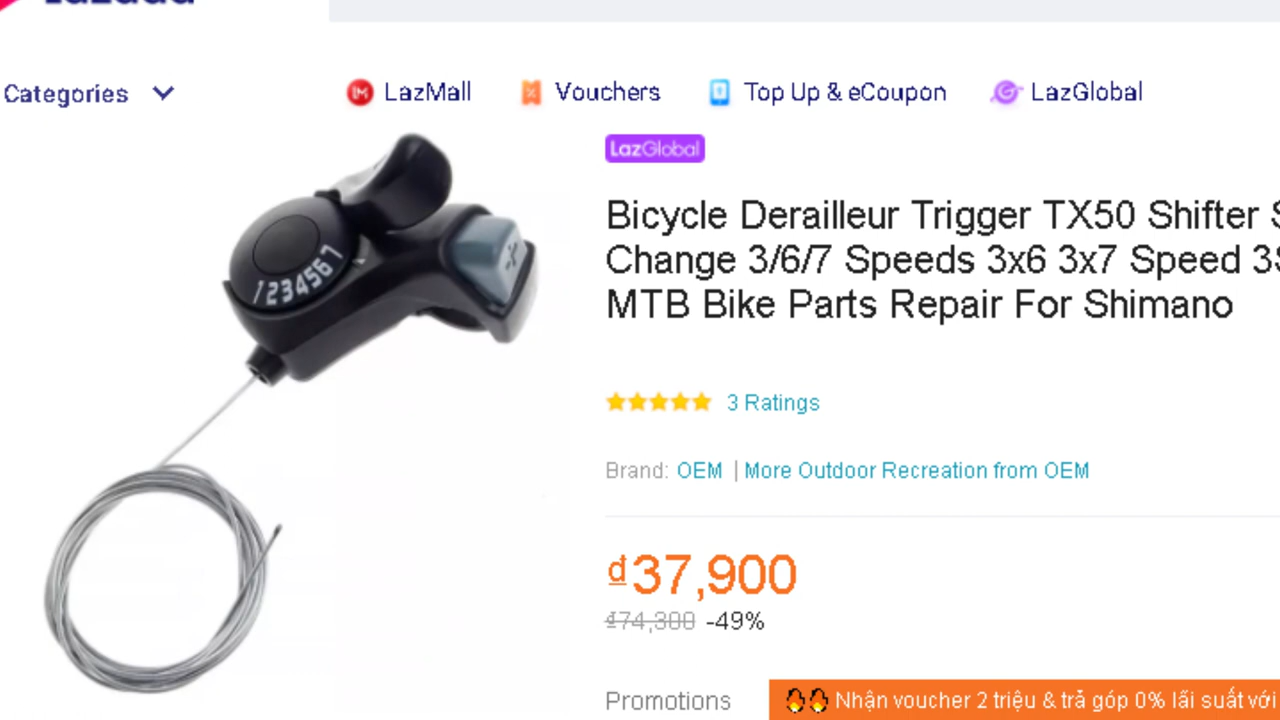 Categories
LazMall
Vouchers
Top Up & eCoupon
LazGlobal
LazGlobal
Bicycle Derailleur Trigger TX50 Shifter
Change 3/6/7 Speeds 3x6 3x7 Speed
MTB Bike Parts Repair For Shimano
1234567
3 Ratings
Brand: OEM | More Outdoor Recreation from OEM
₫37,900
₫74,300 -49%
Promotions
Nhận voucher 2 triệu & trả góp 0% lãi suất với